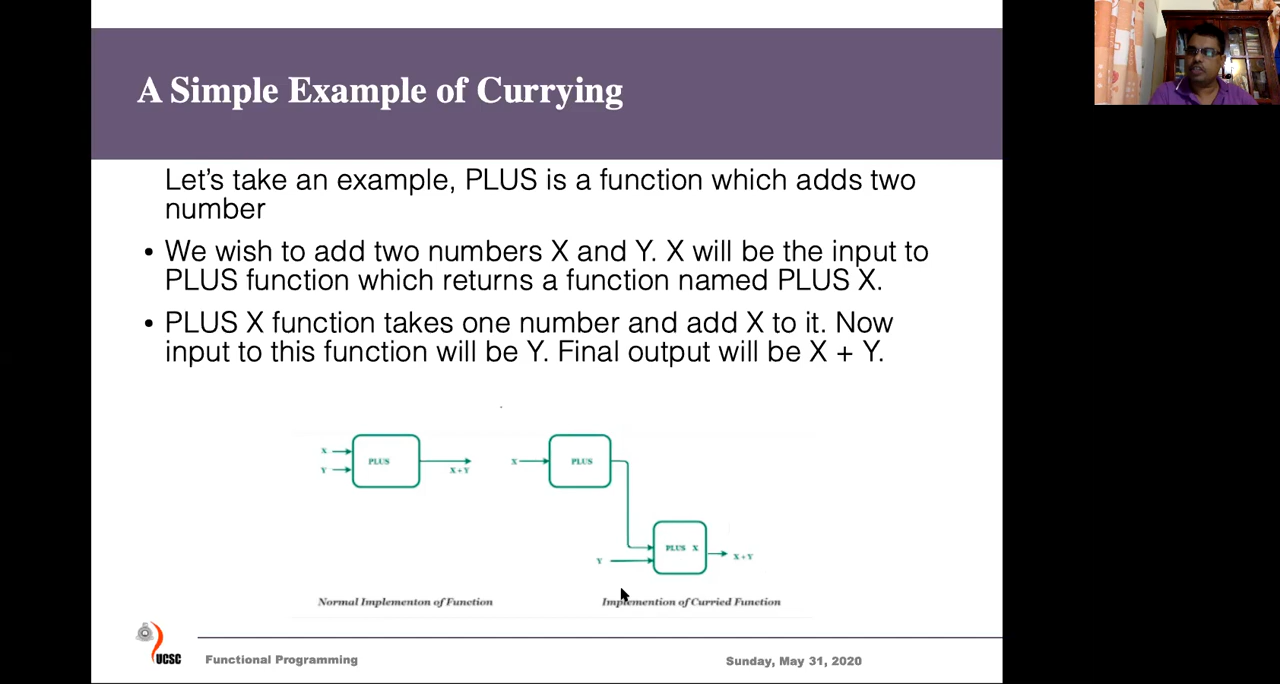 A Simple Example of Currying
Let's take an example, PLUS is a function which adds two
number
• We wish to add two numbers X and Y. X will be the input to
PLUS function which returns a function named PLUS X.
• PLUS X function takes one number and add X to it. Now
input to this function will be Y. Final output will be X + Y.
X
Y
PLUS
X+Y
X
PLUS
Y
PLUS X
X+Y
Normal Implementon of Function
Implemention of Curried Function
UCSC
Functional Programming
Sunday, May 31, 2020